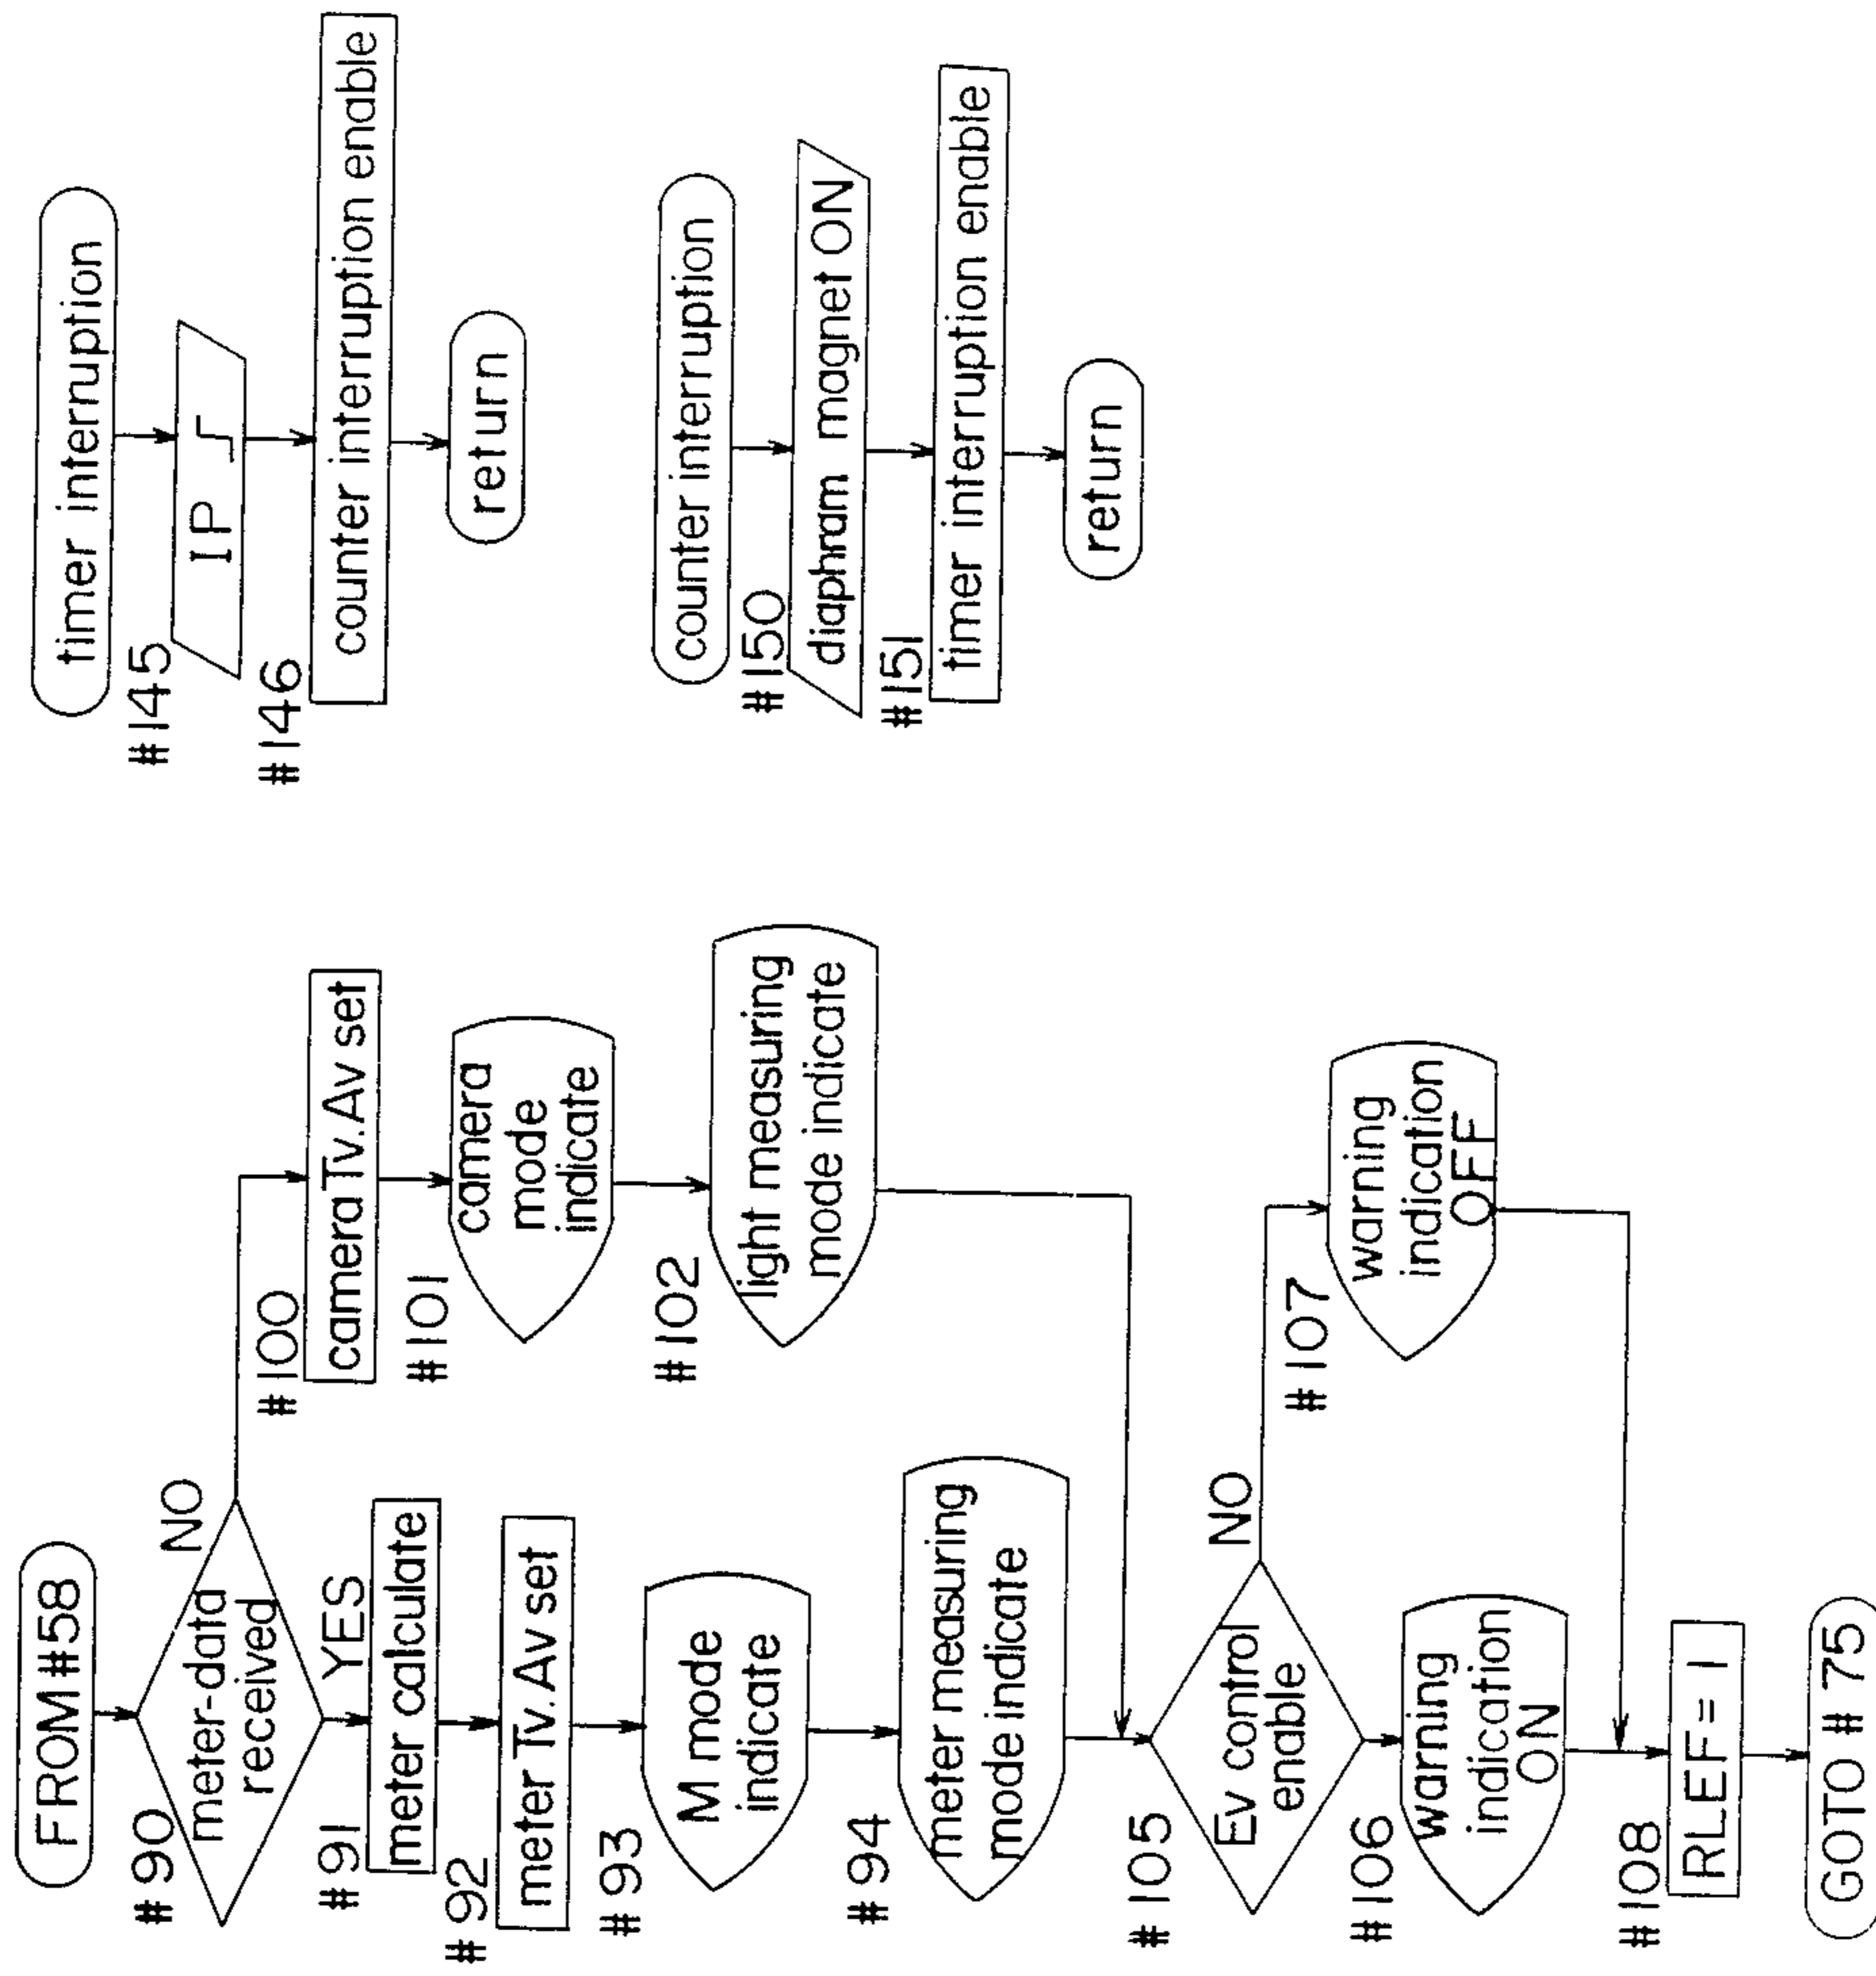 FROM #58
#90
meter-data
received
NO
YES
#91
meter calculate
#92
meter Tv.Av set
#93
M mode
indicate
#94
meter measuring
mode indicate
#100
camera Tv.Av set
#101
camera
mode
indicate
#102
light measuring
mode indicate
#105
Ev control
enable
NO
#106
warning
indication
ON
#107
warning
indication
OFF
#108
RLEF=1
GOTO #75
timer interruption
#145
IP
#146
counter interruption enable
return
counter interruption
#150
diaphram magnet ON
#151
timer interruption enable
return